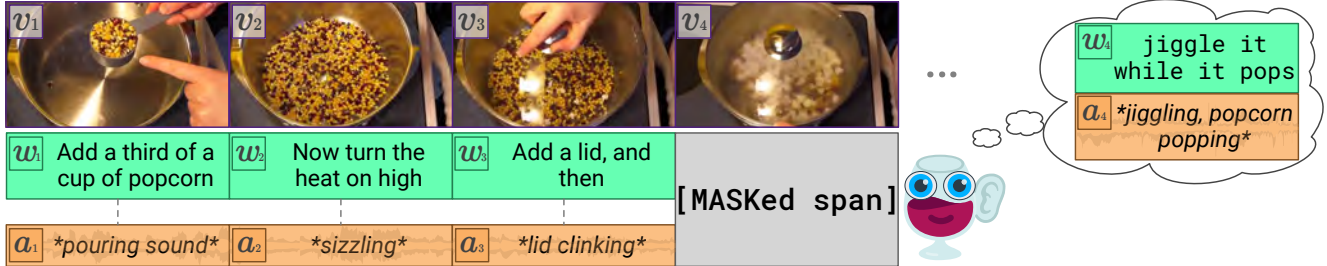 v₁
v₂
v₃
v₄
...
w₄ jiggle it
while it pops
a₄ *jiggling, popcorn
popping*
w₁ Add a third of a
cup of popcorn
w₂ Now turn the
heat on high
w₃ Add a lid, and
then
[MASKed span]
a₁ *pouring sound*
a₂ *sizzling*
a₃ *lid clinking*